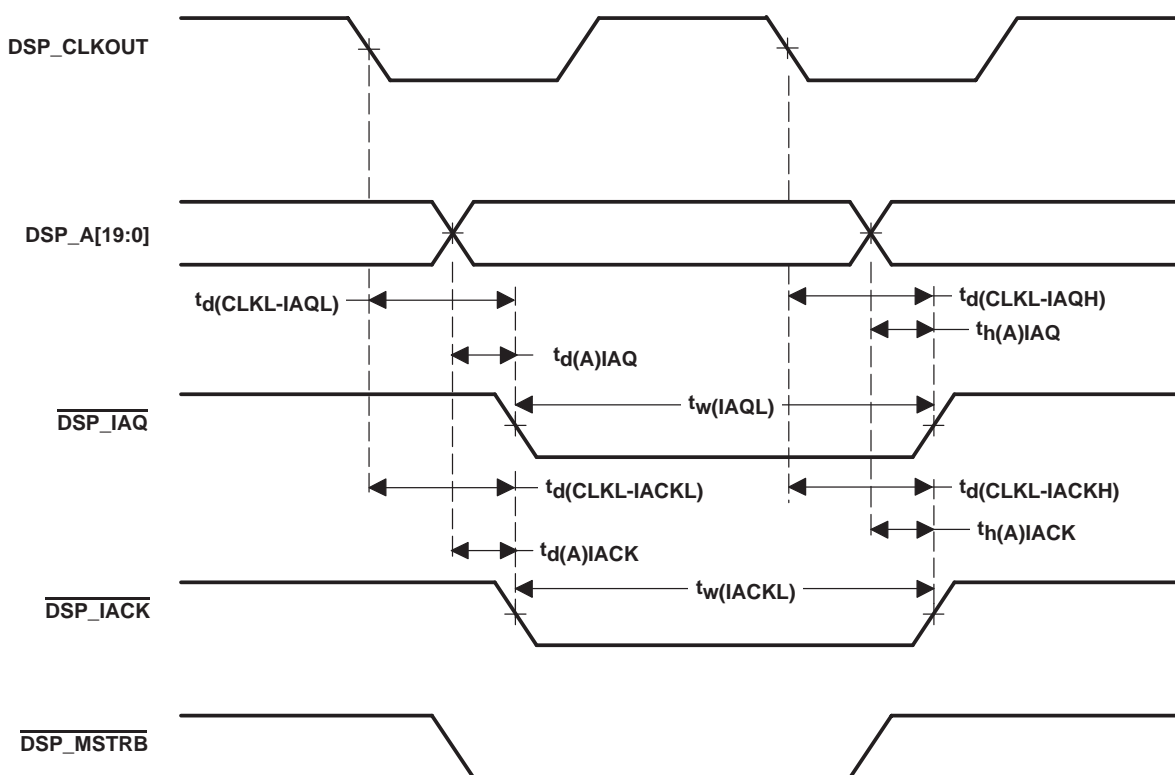 DSP_CLKOUT
DSP_A[19:0]
td(CLKL-IAQL)
td(CLKL-IAQH)
th(A)IAQ
td(A)IAQ
tw(IAQL)
DSP_IAQ
td(CLKL-IACKL)
td(CLKL-IACKH)
th(A)IACK
td(A)IACK
tw(IACKL)
DSP_IACK
DSP_MSTRB